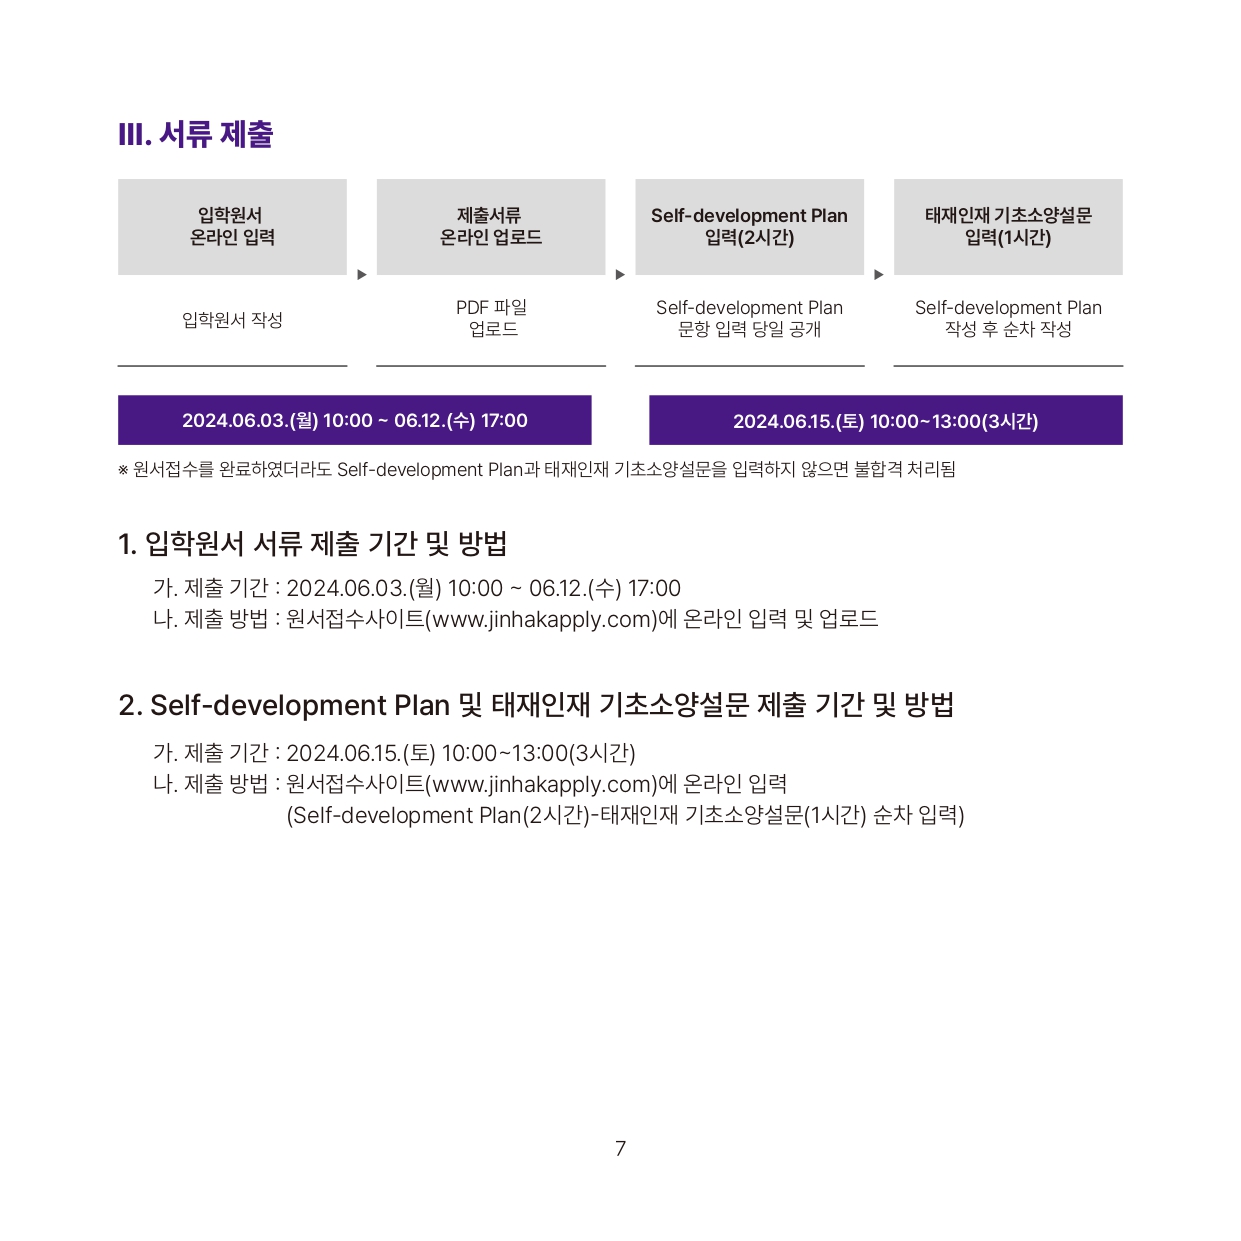 III. 서류 제출
입학원서
온라인 입력
제출서류
온라인 업로드
Self-development Plan
입력(2시간)
태재인재 기초소양설문
입력(1시간)
입학원서 작성
PDF 파일
업로드
Self-development Plan
문항 입력 당일 공개
Self-development Plan
작성 후 순차 작성
2024.06.03.(월) 10:00 ~ 06.12.(수) 17:00
2024.06.15.(토) 10:00~13:00(3시간)
※ 원서접수를 완료하였더라도 Self-development Plan과 태재인재 기초소양설문을 입력하지 않으면 불합격 처리됨
1. 입학원서 서류 제출 기간 및 방법
가. 제출 기간 : 2024.06.03.(월) 10:00 ~ 06.12.(수) 17:00
나. 제출 방법 : 원서접수사이트(www.jinhakapply.com)에 온라인 입력 및 업로드
2. Self-development Plan 및 태재인재 기초소양설문 제출 기간 및 방법
가. 제출 기간 : 2024.06.15.(토) 10:00~13:00(3시간)
나. 제출 방법 : 원서접수사이트(www.jinhakapply.com)에 온라인 입력
(Self-development Plan(2시간)-태재인재 기초소양설문(1시간) 순차 입력)
7